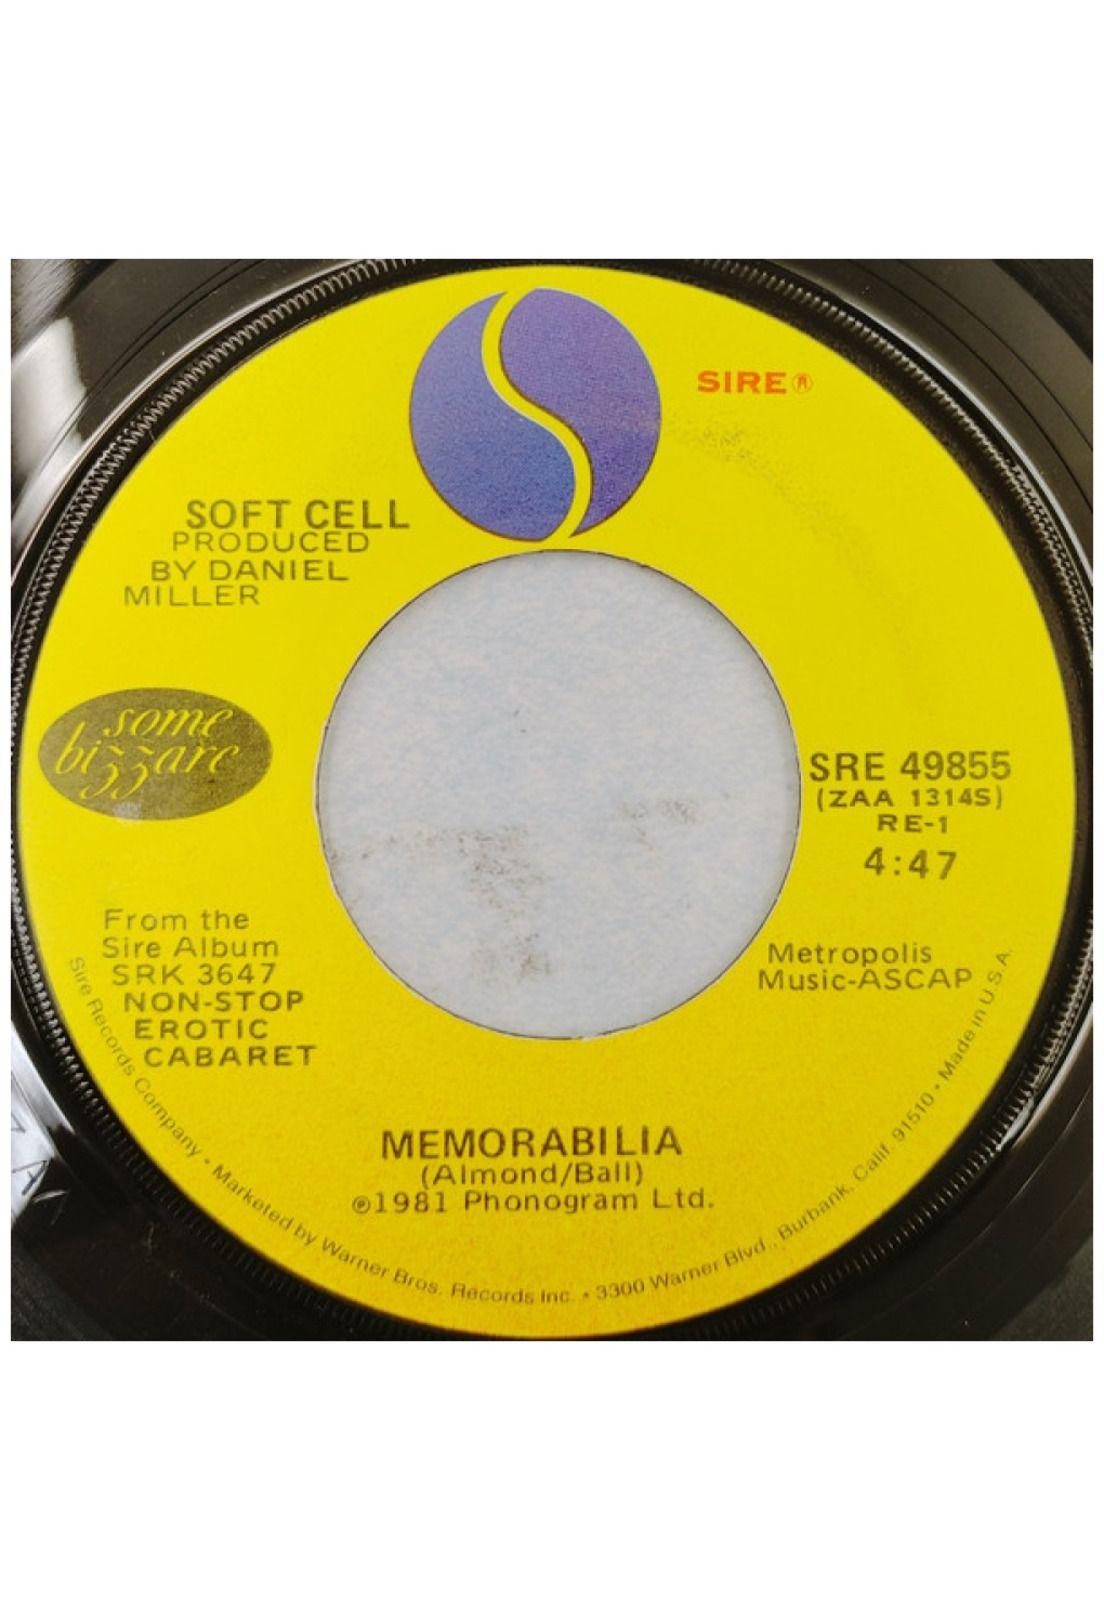 SIRE®
SOFT CELL
PRODUCED
BY DANIEL
MILLER
some
bizzare
SRE 49855
(ZAA 1314S)
RE-1
4:47
From the
Sire Album
SRK 3647
NON-STOP
EROTIC
CABARET
Metropolis
Music-ASCAP
MEMORABILIA
(Almond/Ball)
℗1981 Phonogram Ltd.
Sire Records Company • Marketed by Warner Bros. Records Inc. • 3300 Warner Blvd., Burbank, Calif. 91510 • Made in U.S.A.